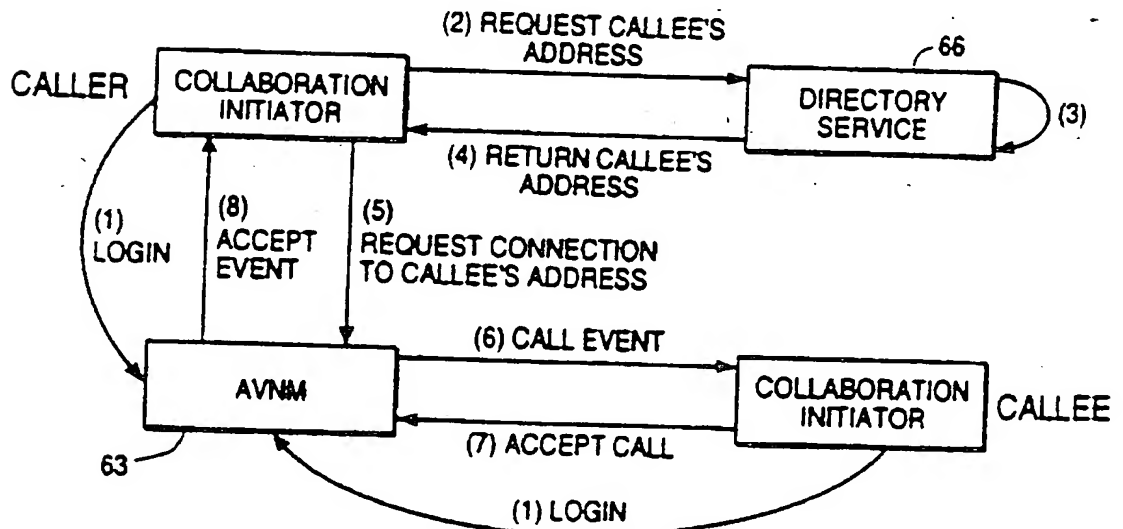 (2) REQUEST CALLEE'S
ADDRESS
66
CALLER
COLLABORATION
INITIATOR
DIRECTORY
SERVICE
(3)
(4) RETURN CALLEE'S
ADDRESS
(1)
LOGIN
(8)
ACCEPT
EVENT
(5)
REQUEST CONNECTION
TO CALLEE'S ADDRESS
(6) CALL EVENT
AVNM
COLLABORATION
INITIATOR
CALLEE
(7) ACCEPT CALL
63
(1) LOGIN